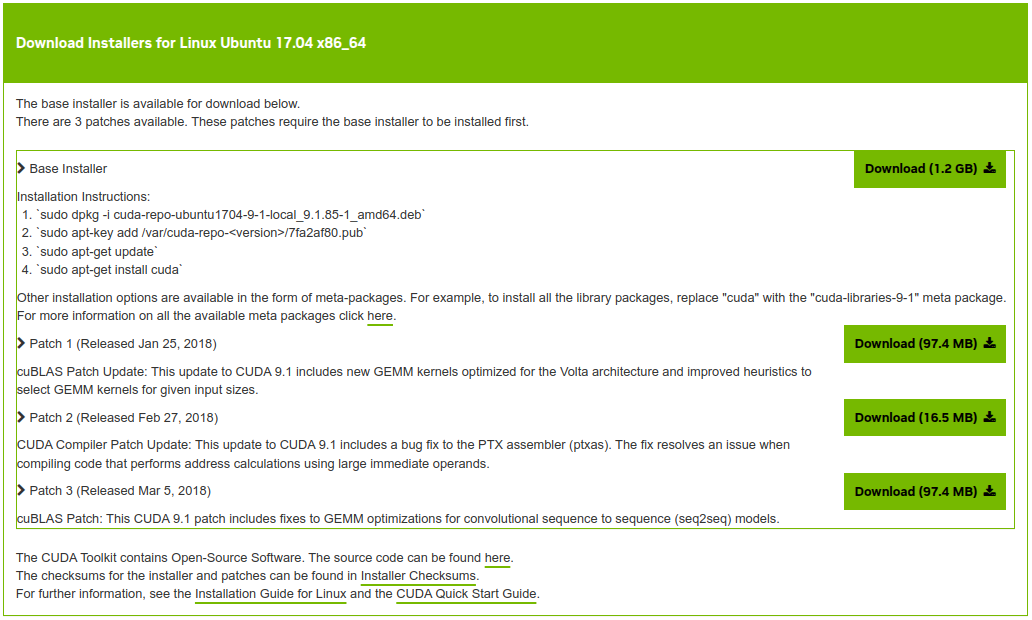 Download Installers for Linux Ubuntu 17.04 x86_64
The base installer is available for download below.
There are 3 patches available. These patches require the base installer to be installed first.
Base Installer
Download (1.2 GB)
Installation Instructions:
1. `sudo dpkg -i cuda-repo-ubuntu1704-9-1-local_9.1.85-1_amd64.deb`
2. `sudo apt-key add /var/cuda-repo-<version>/7fa2af80.pub`
3. `sudo apt-get update`
4. `sudo apt-get install cuda`
Other installation options are available in the form of meta-packages. For example, to install all the library packages, replace "cuda" with the "cuda-libraries-9-1" meta package.
For more information on all the available meta packages click here.
Patch 1 (Released Jan 25, 2018)
Download (97.4 MB)
cuBLAS Patch Update: This update to CUDA 9.1 includes new GEMM kernels optimized for the Volta architecture and improved heuristics to
select GEMM kernels for given input sizes.
Patch 2 (Released Feb 27, 2018)
Download (16.5 MB)
CUDA Compiler Patch Update: This update to CUDA 9.1 includes a bug fix to the PTX assembler (ptxas). The fix resolves an issue when
compiling code that performs address calculations using large immediate operands.
Patch 3 (Released Mar 5, 2018)
Download (97.4 MB)
cuBLAS Patch: This CUDA 9.1 patch includes fixes to GEMM optimizations for convolutional sequence to sequence (seq2seq) models.
The CUDA Toolkit contains Open-Source Software. The source code can be found here.
The checksums for the installer and patches can be found in Installer Checksums.
For further information, see the Installation Guide for Linux and the CUDA Quick Start Guide.